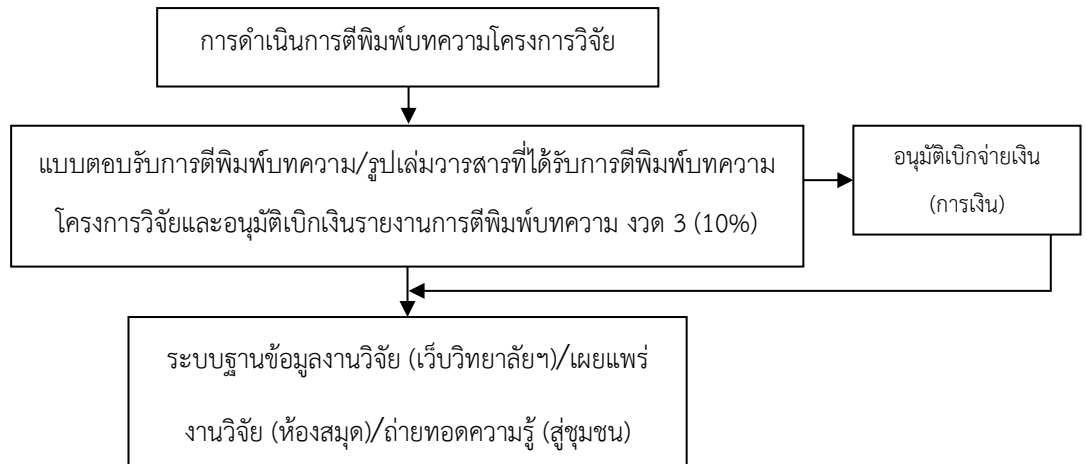 การดำเนินการตีพิมพ์บทความโครงการวิจัย
แบบตอบรับการตีพิมพ์บทความ/รูปเล่มวารสารที่ได้รับการตีพิมพ์บทความ
โครงการวิจัยและอนุมัติเบิกเงินรายงานการตีพิมพ์บทความ งวด 3 (10%)
อนุมัติเบิกจ่ายเงิน
(การเงิน)
ระบบฐานข้อมูลงานวิจัย (เว็บวิทยาลัยฯ)/เผยแพร่
งานวิจัย (ห้องสมุด)/ถ่ายทอดความรู้ (สู่ชุมชน)